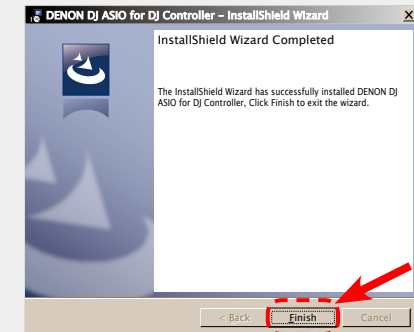 DENON DJ ASIO for DJ Controller – InstallShield Wizard
InstallShield Wizard Completed
The InstallShield Wizard has successfully installed DENON DJ
ASIO for DJ Controller, Click Finish to exit the wizard.
< Back Finish Cancel